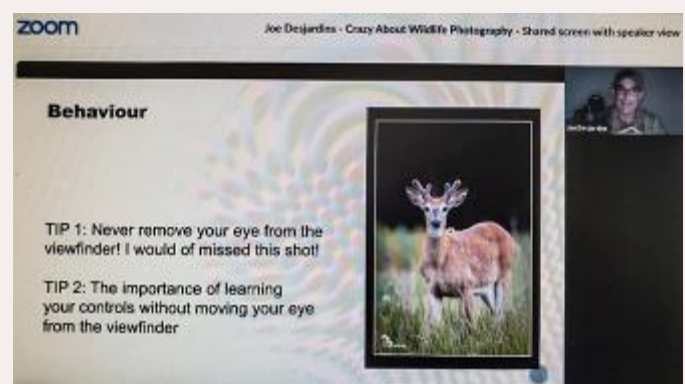 zoom
Joe Desjardins - Crazy About Wildlife Photography - Shared screen with speaker view
Behaviour
JoeDesjardins
TIP 1: Never remove your eye from the
viewfinder! I would of missed this shot!
TIP 2: The importance of learning
your controls without moving your eye
from the viewfinder